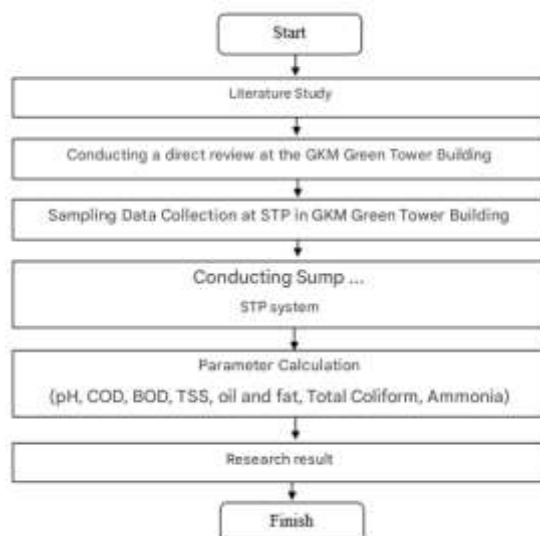 Start
Literature Study
Conducting a direct review at the GKM Green Tower Building
Sampling Data Collection at STP in GKM Green Tower Building
Conducting Sump ...
STP system
Parameter Calculation
(pH, COD, BOD, TSS, oil and fat, Total Coliform, Ammonia)
Research result
Finish